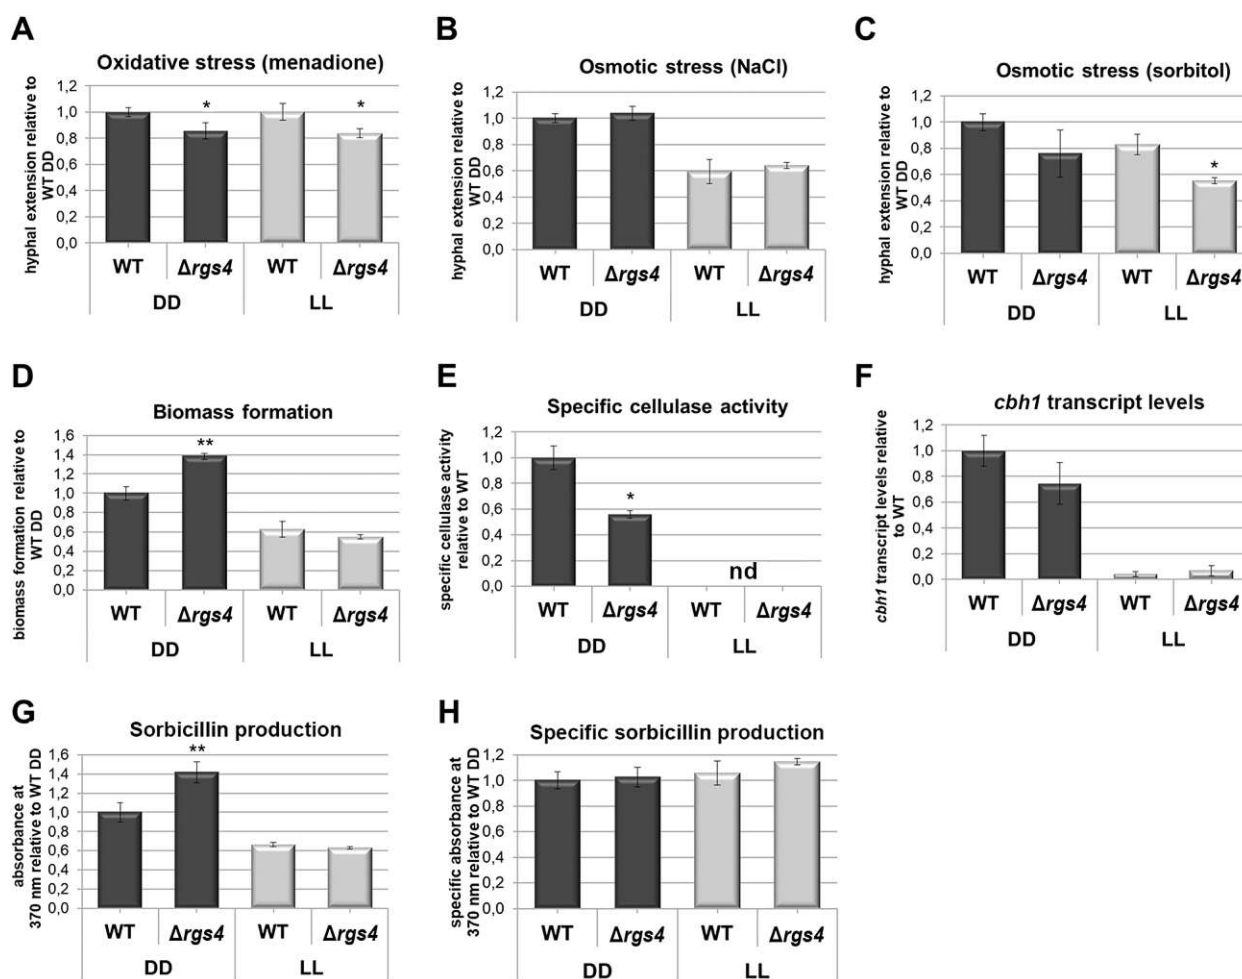 A
Oxidative stress (menadione)
hyphal extension relative to
WT DD
1,2
1,0
0,8
0,6
0,4
0,2
0,0
*
*
WT
Δrgs4
WT
Δrgs4
DD
LL
B
Osmotic stress (NaCl)
hyphal extension relative to
WT DD
1,2
1,0
0,8
0,6
0,4
0,2
0,0
WT
Δrgs4
WT
Δrgs4
DD
LL
C
Osmotic stress (sorbitol)
hyphal extension relative to
WT DD
1,2
1,0
0,8
0,6
0,4
0,2
0,0
*
WT
Δrgs4
WT
Δrgs4
DD
LL
D
Biomass formation
biomass formation relative to
WT DD
1,6
1,4
1,2
1,0
0,8
0,6
0,4
0,2
0,0
**
WT
Δrgs4
WT
Δrgs4
DD
LL
E
Specific cellulase activity
specific cellulase activity
relative to WT
1,2
1,0
0,8
0,6
0,4
0,2
0,0
*
nd
WT
Δrgs4
WT
Δrgs4
DD
LL
F
cbh1 transcript levels
cbh1 transcript levels relative
to WT
1,2
1,0
0,8
0,6
0,4
0,2
0,0
WT
Δrgs4
WT
Δrgs4
DD
LL
G
Sorbicillin production
absorbance at
370 nm relative to WT DD
1,6
1,4
1,2
1,0
0,8
0,6
0,4
0,2
0,0
**
WT
Δrgs4
WT
Δrgs4
DD
LL
H
Specific sorbicillin production
specific absorbance at
370 nm relative to WT DD
1,2
1,0
0,8
0,6
0,4
0,2
0,0
WT
Δrgs4
WT
Δrgs4
DD
LL